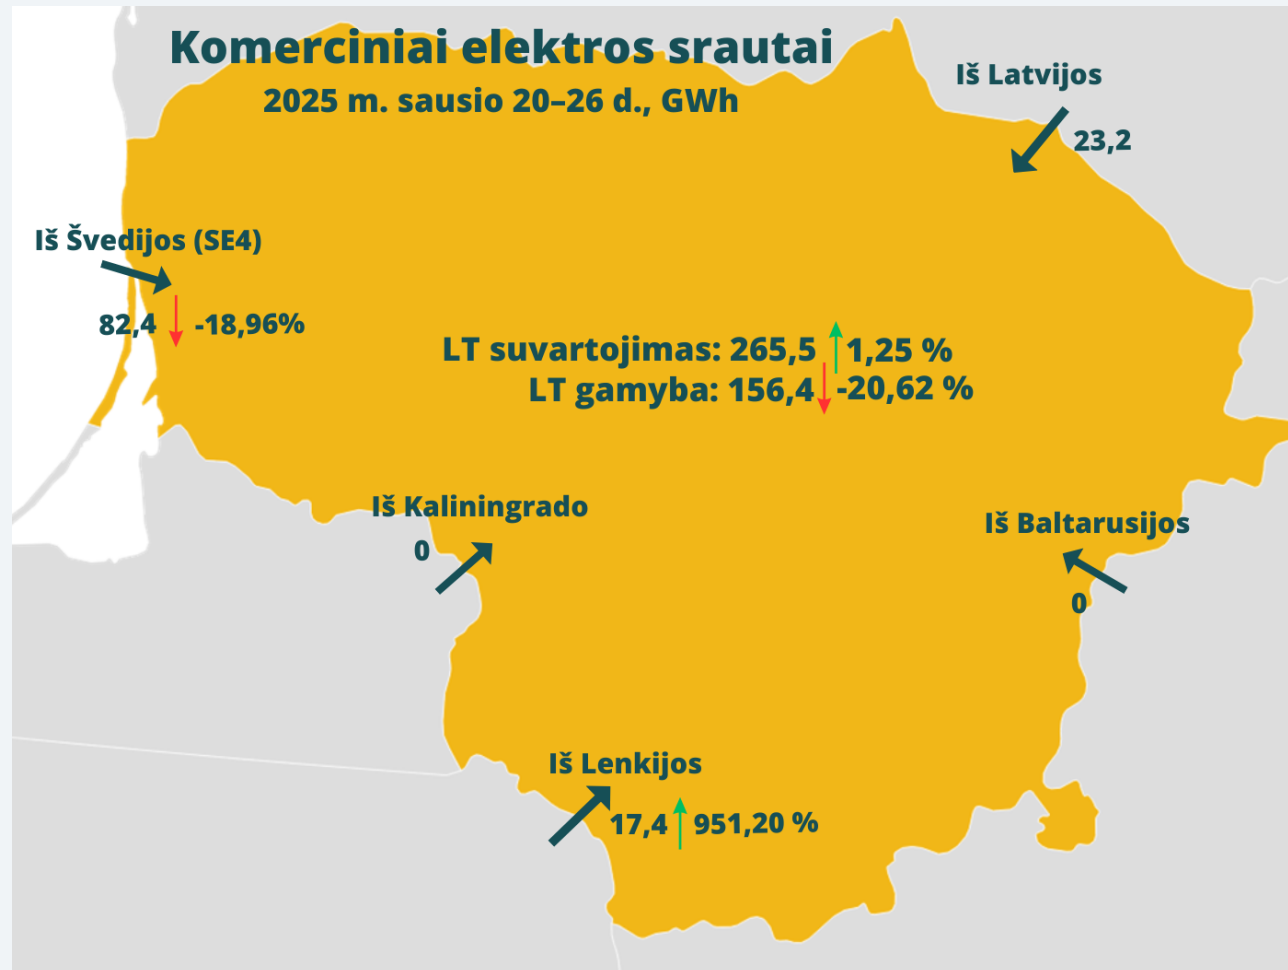 Komerciniai elektros srautai
2025 m. sausio 20–26 d., GWh
Iš Latvijos
23,2
Iš Švedijos (SE4)
82,4 -18,96%
LT suvartojimas: 265,5 1,25 %
LT gamyba: 156,4 -20,62 %
Iš Kaliningrado
0
Iš Baltarusijos
0
Iš Lenkijos
17,4 951,20 %